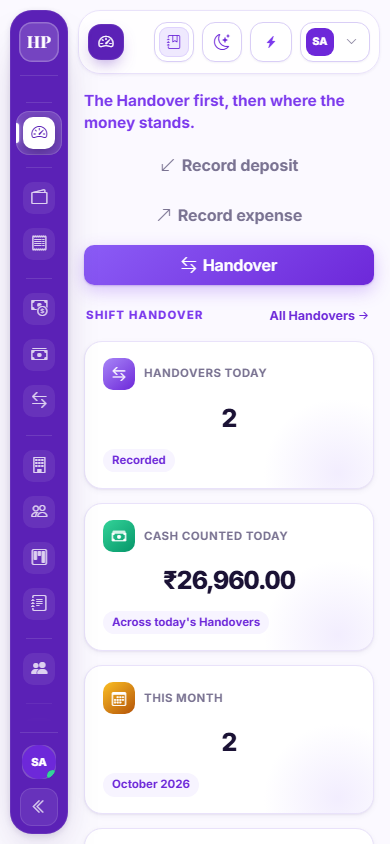 HP
SA
The Handover first, then where the
money stands.
Record deposit
Record expense
Handover
SHIFT HANDOVER
All Handovers →
HANDOVERS TODAY
2
Recorded
CASH COUNTED TODAY
₹26,960.00
Across today's Handovers
THIS MONTH
2
October 2026
SA